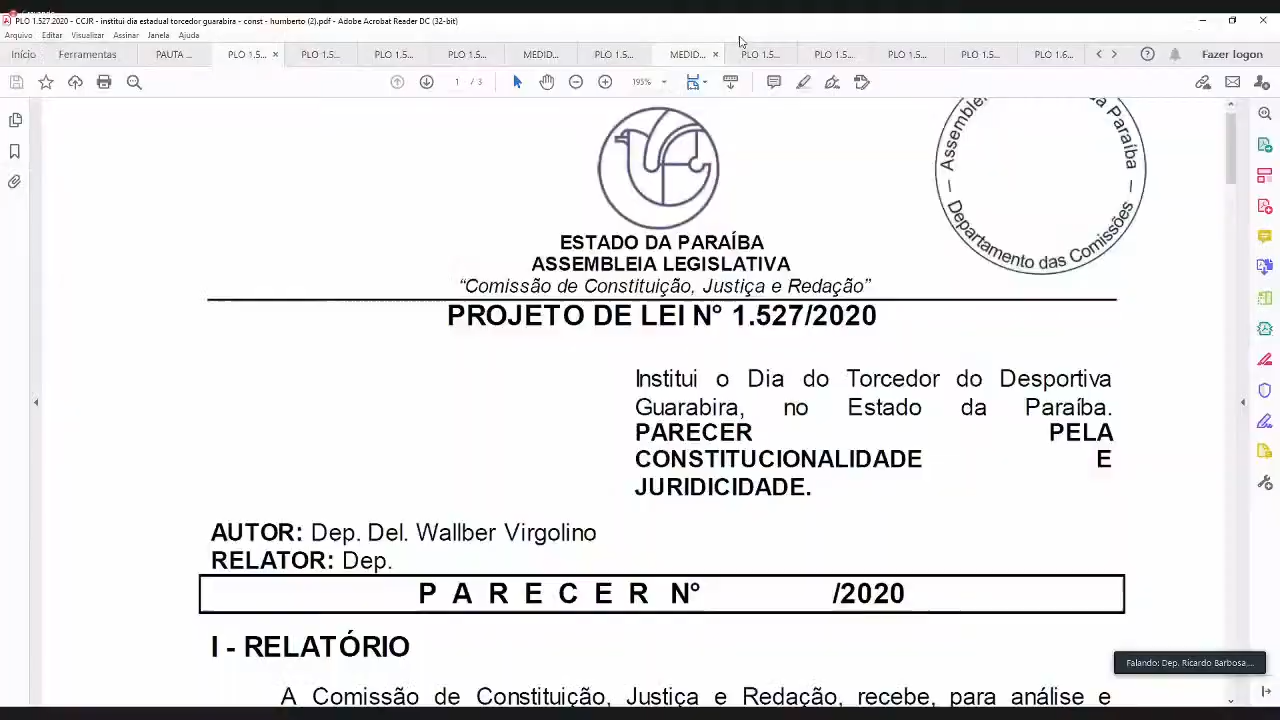 PLO 1.527.2020 - CCJR - institui dia estadual torcedor guarabira - const - humberto (2).pdf - Adobe Acrobat Reader DC (32-bit)
Arquivo Editar Visualizar Assinar Janela Ajuda
Início Ferramentas PAUTA ... PLO 1.5... × PLO 1.5... PLO 1.5... PLO 1.5... MEDID... PLO 1.5... MEDID... × PLO 1.5... PLO 1.5... PLO 1.5... PLO 1.5... PLO 1.6... Fazer logon
1 / 3 195%
Assembleia da Paraíba
— Departamento das Comissões —
ESTADO DA PARAÍBA
ASSEMBLEIA LEGISLATIVA
“Comissão de Constituição, Justiça e Redação”
PROJETO DE LEI N° 1.527/2020
Institui o Dia do Torcedor do Desportiva
Guarabira, no Estado da Paraíba.
PARECER PELA
CONSTITUCIONALIDADE E
JURIDICIDADE.
AUTOR: Dep. Del. Wallber Virgolino
RELATOR: Dep.
P A R E C E R N° /2020
I - RELATÓRIO
A Comissão de Constituição, Justiça e Redação, recebe, para análise e
Falando: Dep. Ricardo Barbosa,...